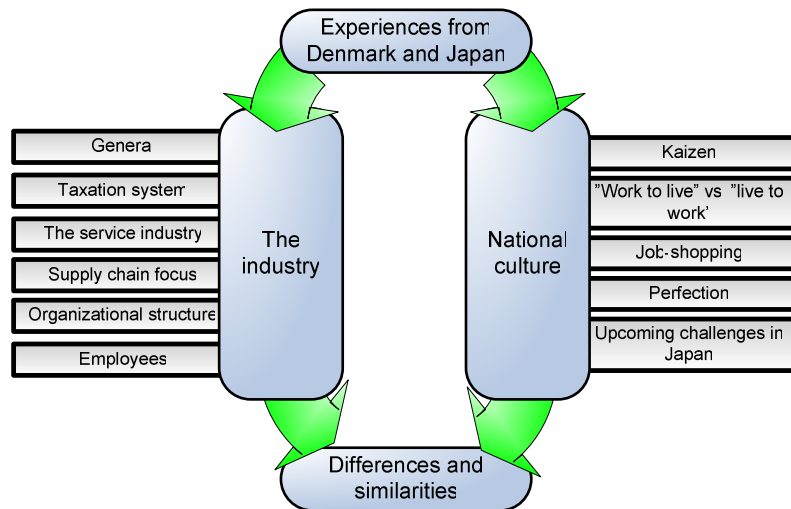 Experiences from
Denmark and Japan
Genera
Taxation system
The service industry
Supply chain focus
Organizational structure
Employees
The
industry
National
culture
Kaizen
”Work to live” vs ”live to
work’
Job-shopping
Perfection
Upcoming challenges in
Japan
Differences and
similarities